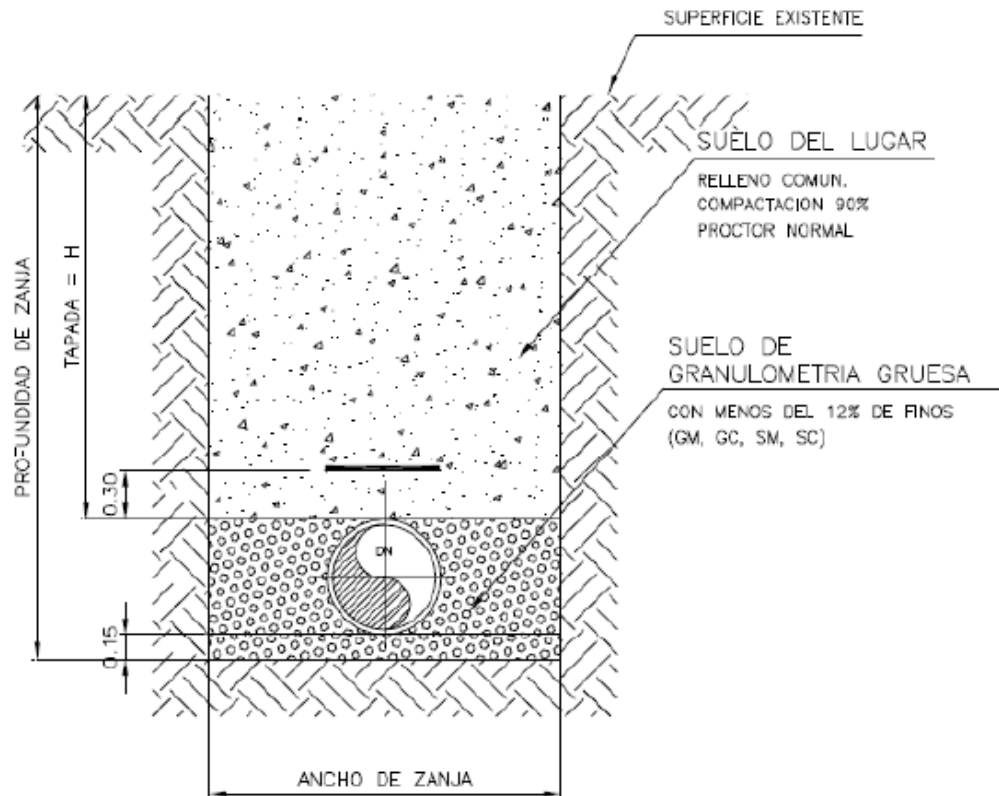 SUPERFICIE EXISTENTE
SUELO DEL LUGAR
RELLENO COMUN.
COMPACTACION 90%
PROCTOR NORMAL
PROFUNDIDAD DE ZANJA
TAPADA = H
SUELO DE
GRANULOMETRIA GRUESA
CON MENOS DEL 12% DE FINOS
(GM, GC, SM, SC)
0.30
DN
0.15
ANCHO DE ZANJA